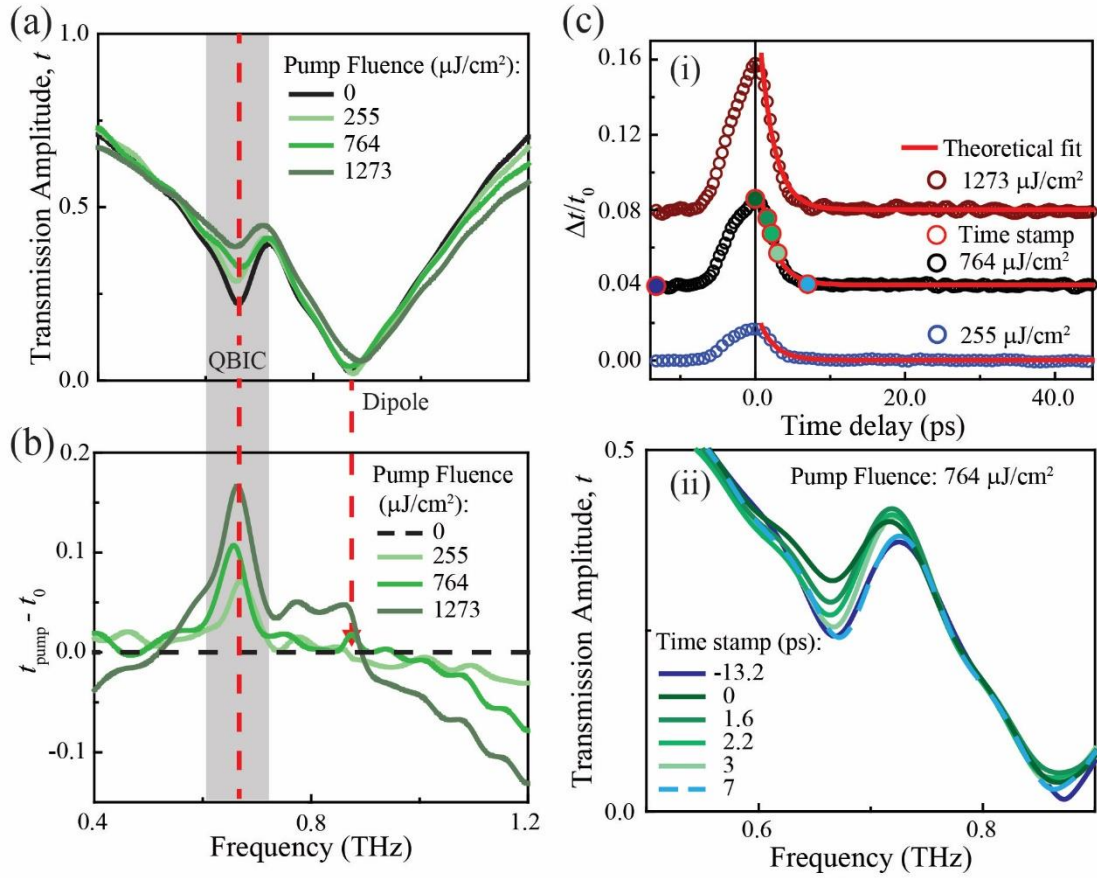 (a)
Transmission Amplitude, t
1.0
0.5
0.0
Pump Fluence (μJ/cm²):
0
255
764
1273
QBIC
Dipole
(b)
t_pump - t_0
0.2
0.1
0.0
-0.1
Pump Fluence
(μJ/cm²):
0
255
764
1273
0.4
0.8
1.2
Frequency (THz)
(c)
(i)
Δt/t_0
0.16
0.12
0.08
0.04
0.00
Theoretical fit
1273 μJ/cm²
Time stamp
764 μJ/cm²
255 μJ/cm²
0.0
20.0
40.0
Time delay (ps)
(ii)
Pump Fluence: 764 μJ/cm²
Transmission Amplitude, t
0.5
0.0
Time stamp (ps):
-13.2
0
1.6
2.2
3
7
0.6
0.8
Frequency (THz)